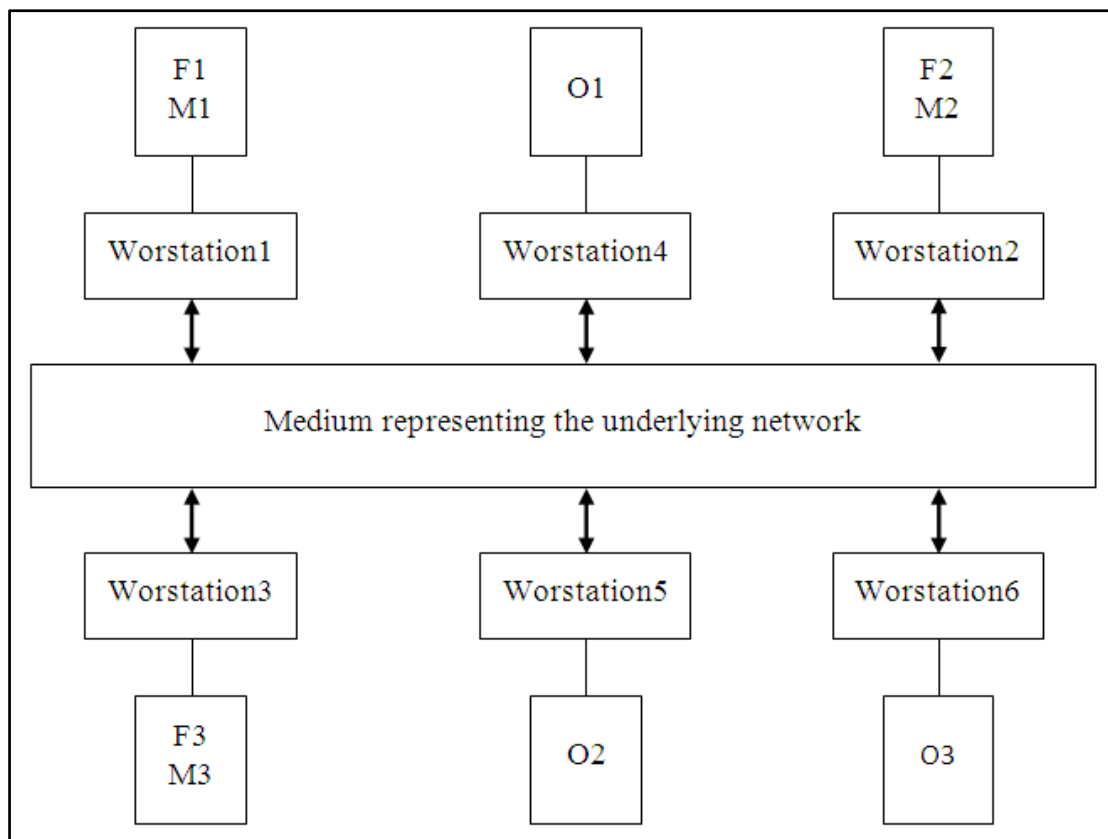 F1
M1
O1
F2
M2
Worstation1
Worstation4
Worstation2
Medium representing the underlying network
Worstation3
Worstation5
Worstation6
F3
M3
O2
O3